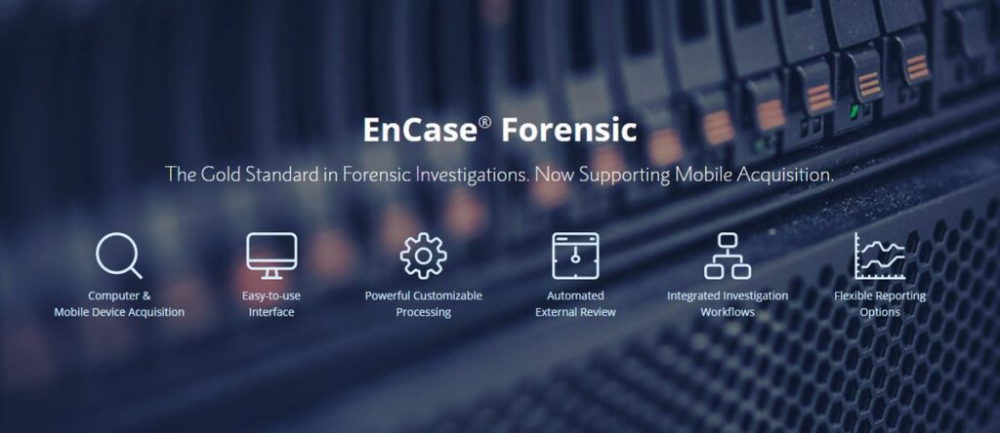 EnCase® Forensic
The Gold Standard in Forensic Investigations. Now Supporting Mobile Acquisition.
Computer &
Mobile Device Acquisition
Easy-to-use
Interface
Powerful Customizable
Processing
Automated
External Review
Integrated Investigation
Workflows
Flexible Reporting
Options